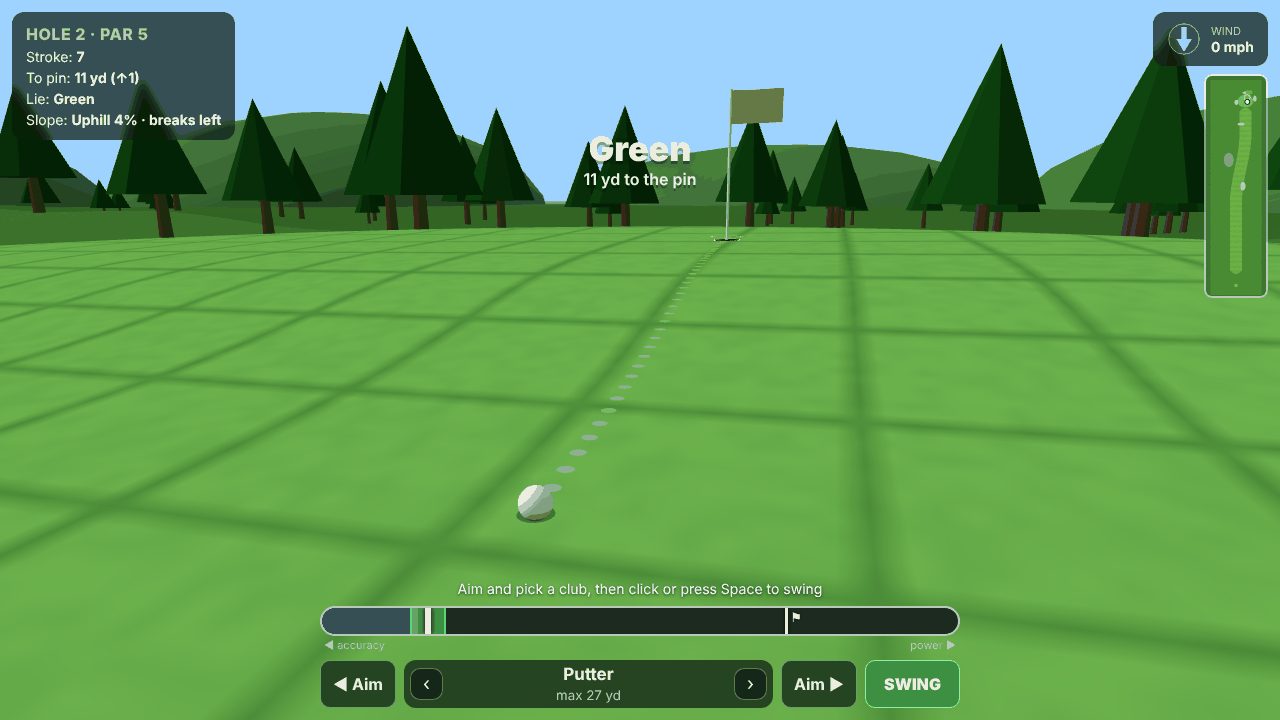 HOLE 2 · PAR 5
Stroke: 7
To pin: 11 yd (↑1)
Lie: Green
Slope: Uphill 4% · breaks left
WIND
0 mph
Green
11 yd to the pin
Aim and pick a club, then click or press Space to swing
◀ accuracy
power ▶
◀ Aim
‹
Putter
max 27 yd
›
Aim ▶
SWING